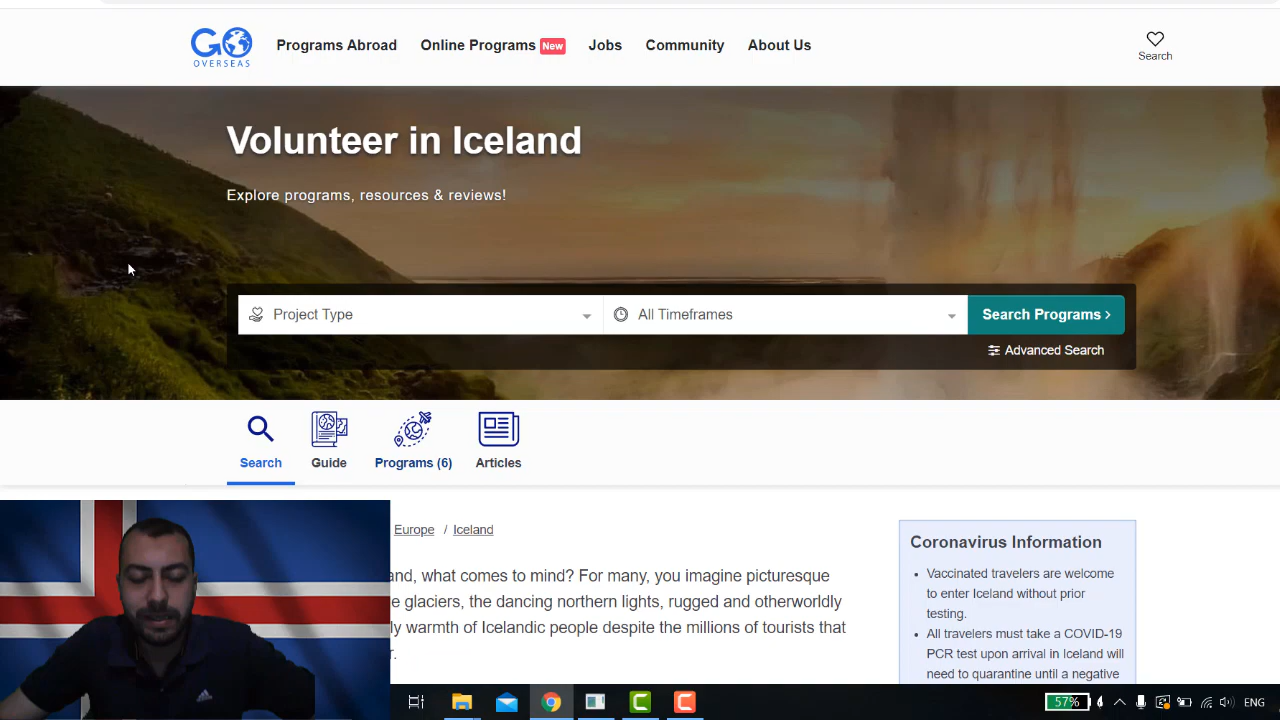 GO
OVERSEAS
Programs Abroad
Online Programs New
Jobs
Community
About Us
Search
Volunteer in Iceland
Explore programs, resources & reviews!
Project Type
All Timeframes
Search Programs
Advanced Search
Search
Guide
Programs (6)
Articles
Europe / Iceland
and, what comes to mind? For many, you imagine picturesque
e glaciers, the dancing northern lights, rugged and otherworldly
ly warmth of Icelandic people despite the millions of tourists that
r.
Coronavirus Information
Vaccinated travelers are welcome
to enter Iceland without prior
testing.
All travelers must take a COVID-19
PCR test upon arrival in Iceland will
need to quarantine until a negative
57%
ENG